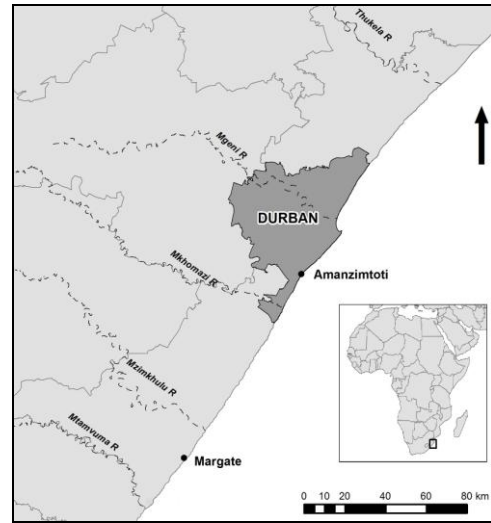 Thukela R
Mgeni R
DURBAN
Mkhomazi R
Amanzimtoti
Mzimkhulu R
Mtamvuma R
Margate
0 10 20 40 60 80 km